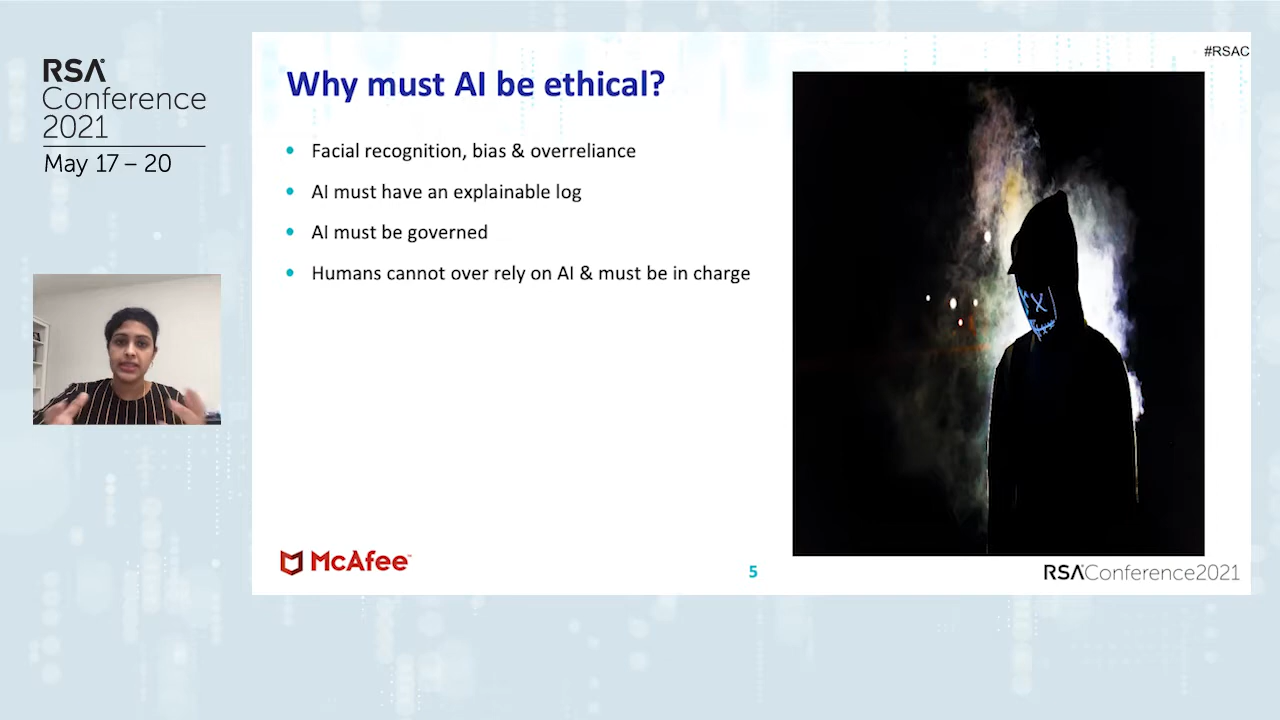 RSA
Conference
2021
May 17 – 20
#RSAC
Why must AI be ethical?
Facial recognition, bias & overreliance
AI must have an explainable log
AI must be governed
Humans cannot over rely on AI & must be in charge
McAfee™
5
RSAConference2021